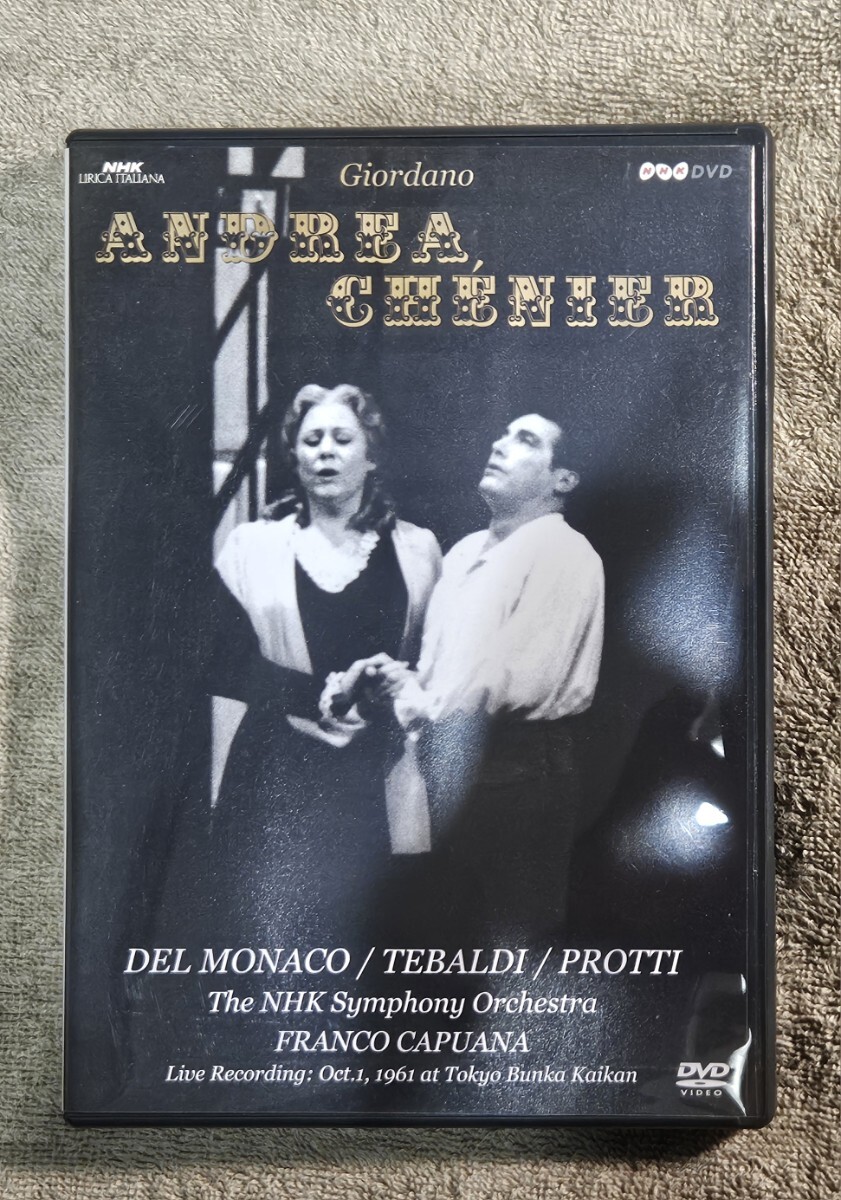 NHK
LIRICA ITALIANA
Giordano
NHK DVD
ANDREA
CHÉNIER
DEL MONACO / TEBALDI / PROTTI
The NHK Symphony Orchestra
FRANCO CAPUANA
Live Recording: Oct.1, 1961 at Tokyo Bunka Kaikan
DVD
VIDEO